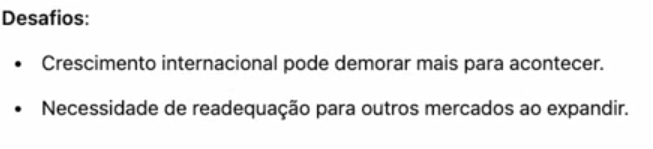 Desafios:
• Crescimento internacional pode demorar mais para acontecer.
• Necessidade de readequação para outros mercados ao expandir.